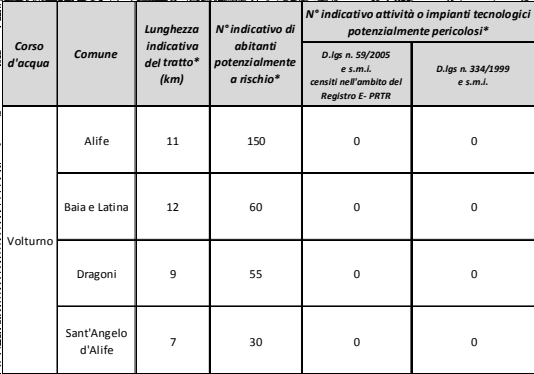 Corso
d'acqua
Comune
Lunghezza
indicativa
del tratto*
(km)
N° indicativo di
abitanti
potenzialmente
a rischio*
N° indicativo attività o impianti tecnologici
potenzialmente pericolosi*
D.lgs n. 59/2005
e s.m.i.
censiti nell'ambito del
Registro E- PRTR
D.lgs n. 334/1999
e s.m.i.
Volturno
Alife 11 150 0 0
Baia e Latina 12 60 0 0
Dragoni 9 55 0 0
Sant'Angelo
d'Alife 7 30 0 0